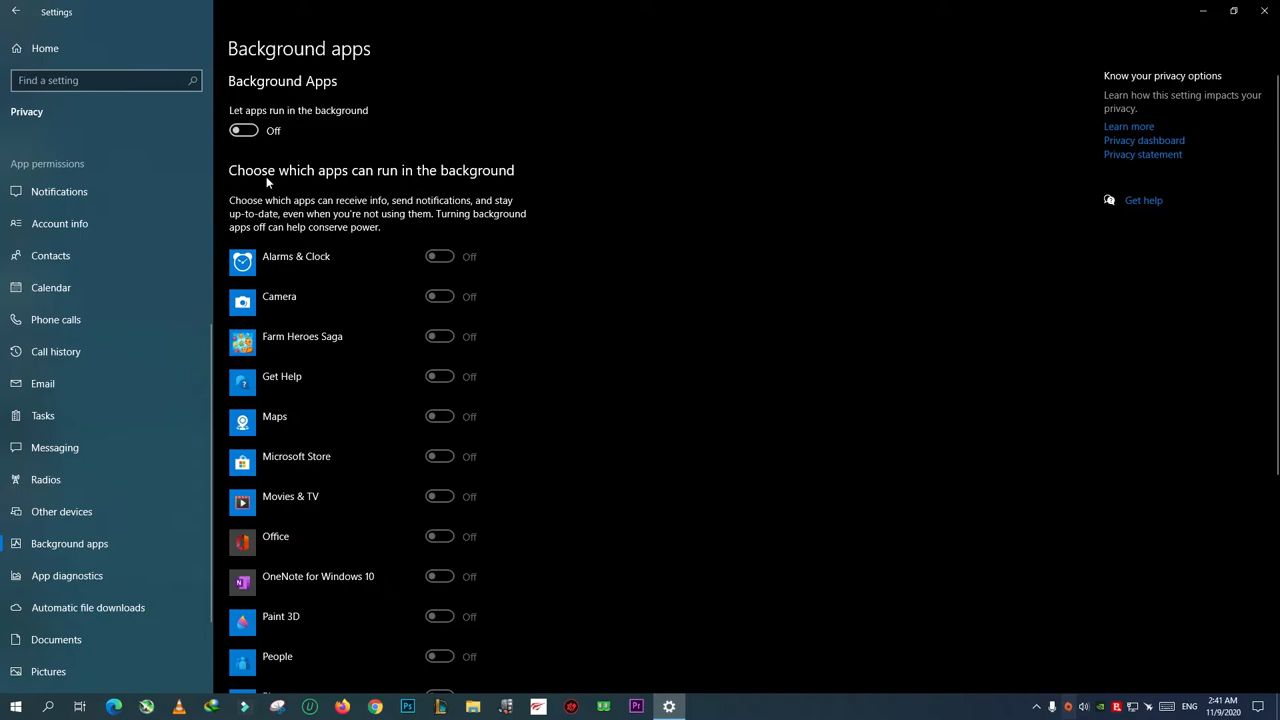 Settings
Home
Find a setting
Privacy
App permissions
Notifications
Account info
Contacts
Calendar
Phone calls
Call history
Email
Tasks
Messaging
Radios
Other devices
Background apps
App diagnostics
Automatic file downloads
Documents
Pictures
Background apps
Background Apps
Let apps run in the background
Off
Choose which apps can run in the background
Choose which apps can receive info, send notifications, and stay
up-to-date, even when you're not using them. Turning background
apps off can help conserve power.
Alarms & Clock Off
Camera Off
Farm Heroes Saga Off
Get Help Off
Maps Off
Microsoft Store Off
Movies & TV Off
Office Off
OneNote for Windows 10 Off
Paint 3D Off
People Off
Know your privacy options
Learn how this setting impacts your
privacy.
Learn more
Privacy dashboard
Privacy statement
Get help
ENG
2:41 AM
11/9/2020